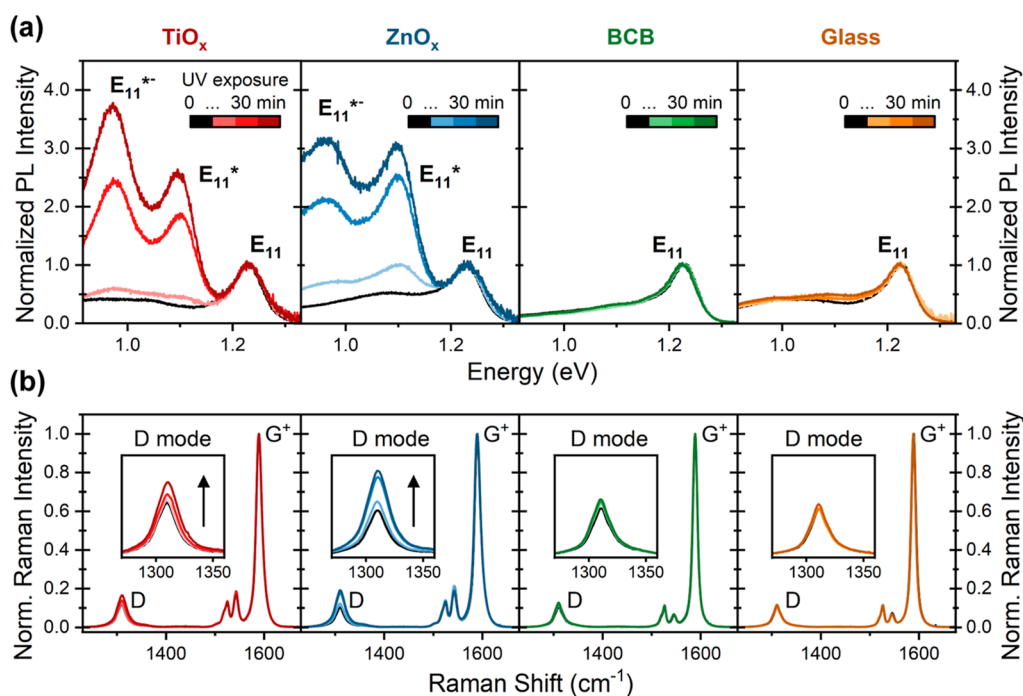 (a)
TiOx ZnOx BCB Glass
E11*- UV exposure 0 ... 30 min E11* E11
E11*- 0 ... 30 min E11* E11
0 ... 30 min E11
0 ... 30 min E11
Normalized PL Intensity
4.0
3.0
2.0
1.0
0.0
Normalized PL Intensity
4.0
3.0
2.0
1.0
0.0
1.0 1.2 1.0 1.2 1.0 1.2 1.0 1.2
Energy (eV)
(b)
Norm. Raman Intensity
1.0
0.8
0.6
0.4
0.2
0.0
D mode G+
1300 1350
D
D mode G+
1300 1350
D
D mode G+
1300 1350
D
D mode G+
1300 1350
D
Norm. Raman Intensity
1.0
0.8
0.6
0.4
0.2
0.0
1400 1600 1400 1600 1400 1600 1400 1600
Raman Shift (cm-1)